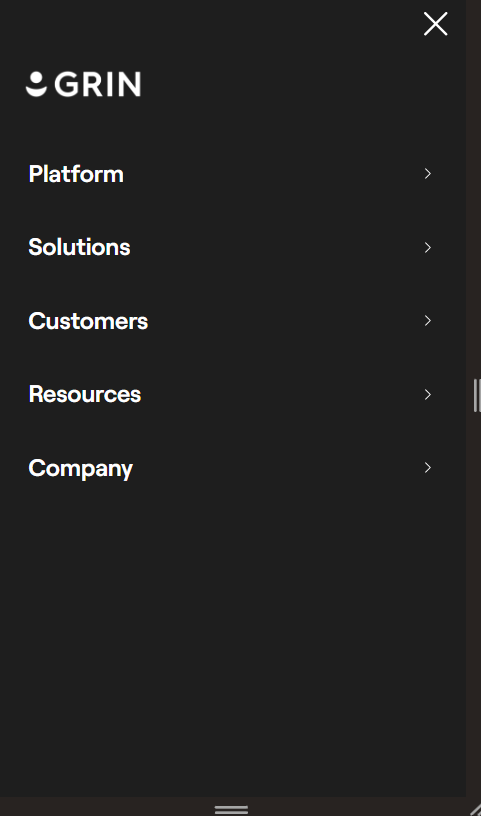 GRIN
Platform
Solutions
Customers
Resources
Company